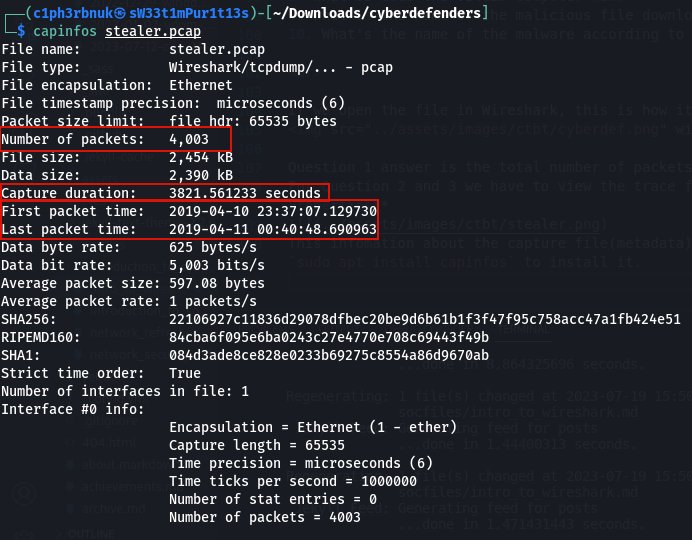 (c1ph3rbnuk㉿ sW33t1mPur1t13s)-[~/Downloads/cyberdefenders]
$ capinfos stealer.pcap
File name: stealer.pcap
File type: Wireshark/tcpdump/... - pcap
File encapsulation: Ethernet
File timestamp precision: microseconds (6)
Packet size limit: file hdr: 65535 bytes
Number of packets: 4,003
File size: 2,454 kB
Data size: 2,390 kB
Capture duration: 3821.561233 seconds
First packet time: 2019-04-10 23:37:07.129730
Last packet time: 2019-04-11 00:40:48.690963
Data byte rate: 625 bytes/s
Data bit rate: 5,003 bits/s
Average packet size: 597.08 bytes
Average packet rate: 1 packets/s
SHA256: 22106927c11836d29078dfbec20be9d6b61b1f3f47f95c758acc47a1fb424e51
RIPEMD160: 84cba6f095e6ba0243c27e4770e708c69443f49b
SHA1: 084d3ade8ce828e0233b69275c8554a86d9670ab
Strict time order: True
Number of interfaces in file: 1
Interface #0 info:
Encapsulation = Ethernet (1 - ether)
Capture length = 65535
Time precision = microseconds (6)
Time ticks per second = 1000000
Number of stat entries = 0
Number of packets = 4003